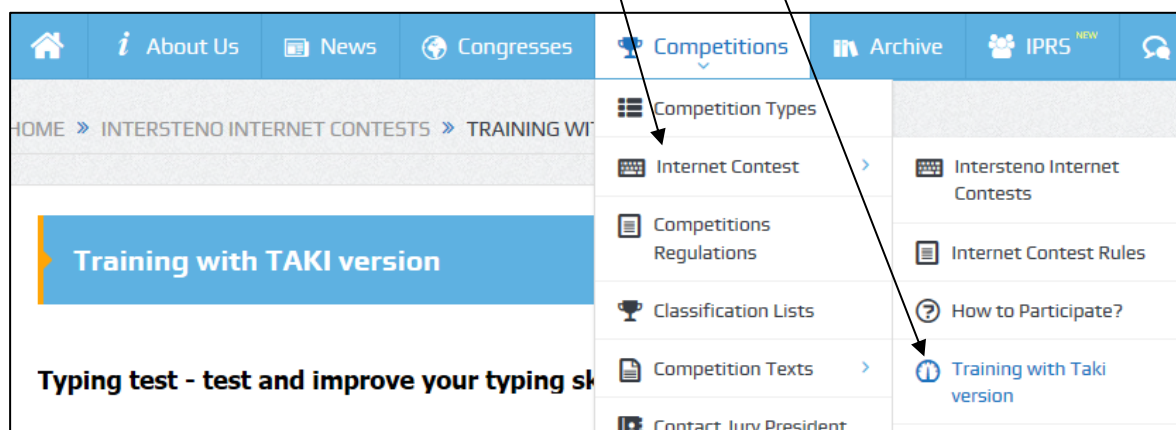 i About Us News Congresses Competitions Archive IPRS NEW
HOME » INTERSTENO INTERNET CONTESTS » TRAINING WI
Training with TAKI version
Typing test - test and improve your typing sk
Competition Types
Internet Contest
Competitions
Regulations
Classification Lists
Competition Texts
Contact Jury President
Intersteno Internet
Contests
Internet Contest Rules
How to Participate?
Training with Taki
version